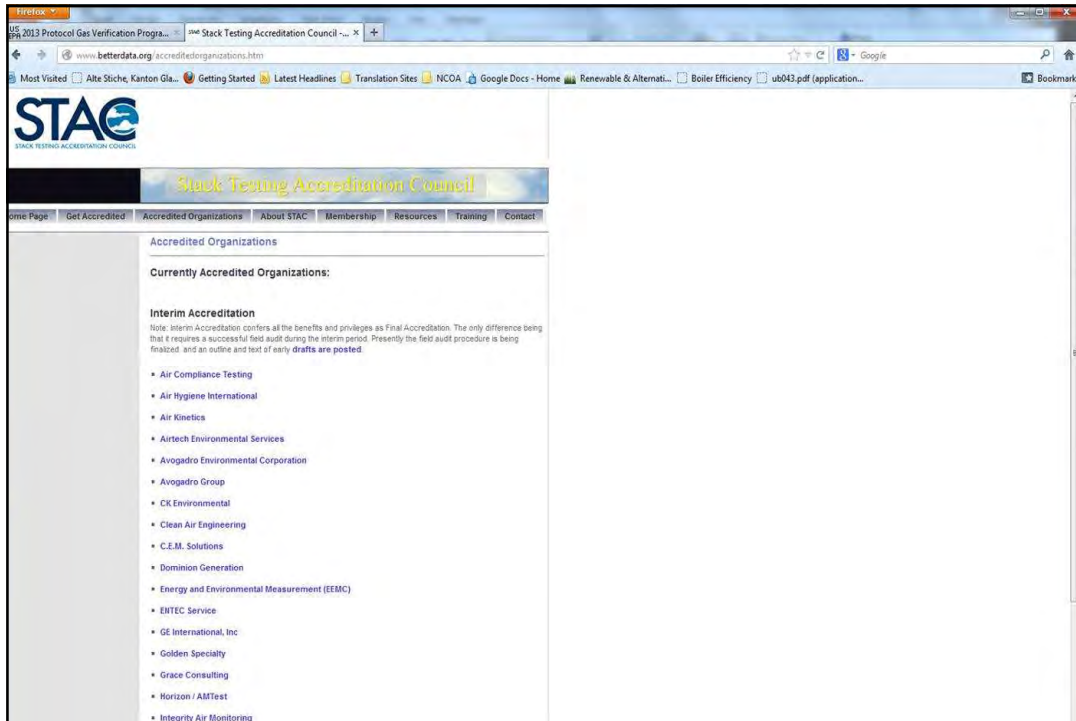 Firefox
US EPA 2013 Protocol Gas Verification Progra... × STAC Stack Testing Accreditation Council -... × +
www.betterdata.org/accreditedorganizations.htm Google
Most Visited Alte Stiche, Kanton Gla... Getting Started Latest Headlines Translation Sites NCOA Google Docs - Home Renewable & Alternati... Boiler Efficiency ub043.pdf (application... Bookmark
STAC
STACK TESTING ACCREDITATION COUNCIL
Stack Testing Accreditation Council
ome Page Get Accredited Accredited Organizations About STAC Membership Resources Training Contact
Accredited Organizations
Currently Accredited Organizations:
Interim Accreditation
Note: Interim Accreditation confers all the benefits and privileges as Final Accreditation. The only difference being
that it requires a successful field audit during the interim period. Presently the field audit procedure is being
finalized and an outline and text of early drafts are posted.
Air Compliance Testing
Air Hygiene International
Air Kinetics
Airtech Environmental Services
Avogadro Environmental Corporation
Avogadro Group
CK Environmental
Clean Air Engineering
C.E.M. Solutions
Dominion Generation
Energy and Environmental Measurement (EEMC)
ENTEC Service
GE International, Inc
Golden Specialty
Grace Consulting
Horizon / AMTest
Integrity Air Monitoring